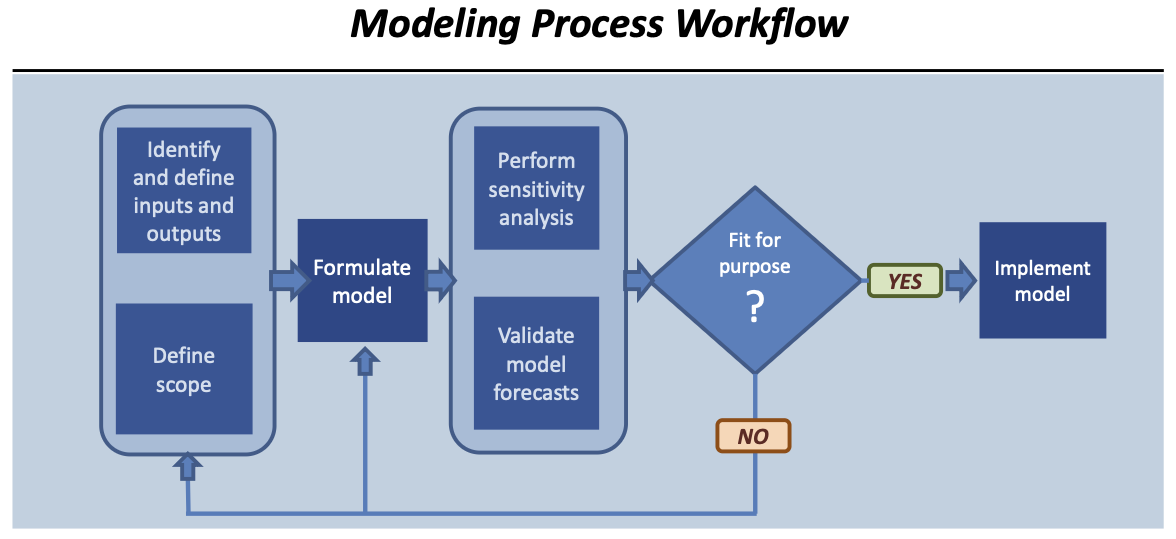 Modeling Process Workflow
Identify
and define
inputs and
outputs
Define
scope
Formulate
model
Perform
sensitivity
analysis
Validate
model
forecasts
Fit for
purpose
?
YES
NO
Implement
model